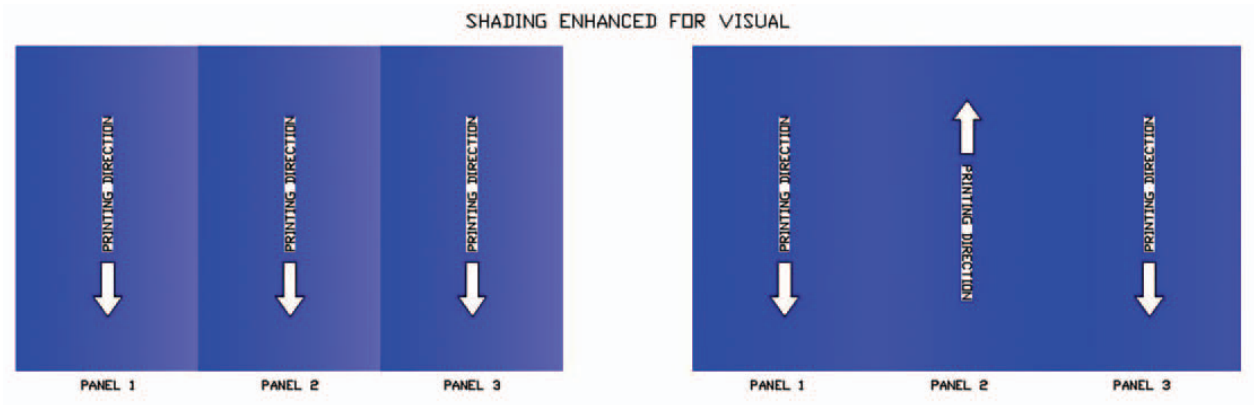 SHADING ENHANCED FOR VISUAL
PRINTING DIRECTION
PRINTING DIRECTION
PRINTING DIRECTION
PRINTING DIRECTION
PRINTING DIRECTION
PRINTING DIRECTION
PANEL 1
PANEL 2
PANEL 3
PANEL 1
PANEL 2
PANEL 3